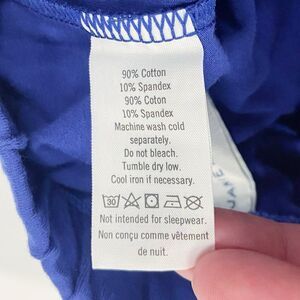 90% Cotton
10% Spandex
90% Coton
10% Spandex
Machine wash cold
separately.
Do not bleach.
Tumble dry low.
Cool iron if necessary.
30
Not intended for sleepwear.
Non conçu comme vêtement
de nuit.